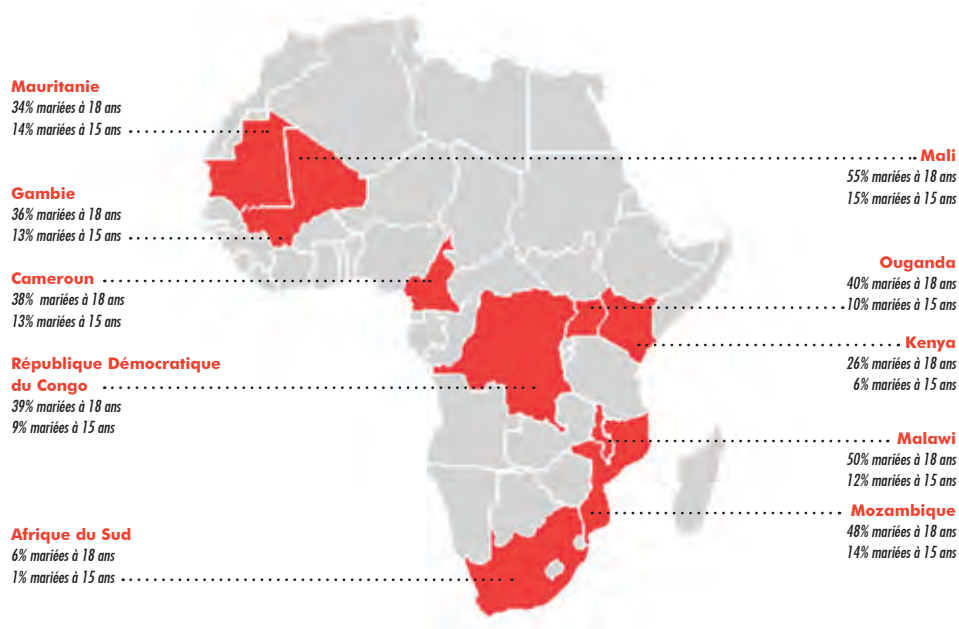 Mauritanie
34% mariées à 18 ans
14% mariées à 15 ans
Gambie
36% mariées à 18 ans
13% mariées à 15 ans
Cameroun
38% mariées à 18 ans
13% mariées à 15 ans
République Démocratique
du Congo
39% mariées à 18 ans
9% mariées à 15 ans
Afrique du Sud
6% mariées à 18 ans
1% mariées à 15 ans
Mali
55% mariées à 18 ans
15% mariées à 15 ans
Ouganda
40% mariées à 18 ans
10% mariées à 15 ans
Kenya
26% mariées à 18 ans
6% mariées à 15 ans
Malawi
50% mariées à 18 ans
12% mariées à 15 ans
Mozambique
48% mariées à 18 ans
14% mariées à 15 ans